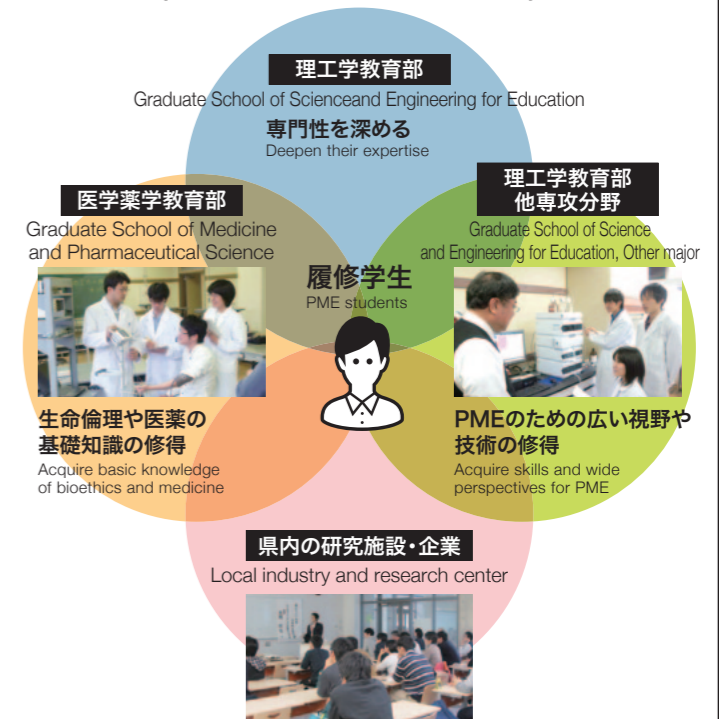 理工学教育部
Graduate School of Scienceand Engineering for Education
専門性を深める
Deepen their expertise
医学薬学教育部
Graduate School of Medicine
and Pharmaceutical Science
理工学教育部
他専攻分野
Graduate School of Science
and Engineering for Education, Other major
履修学生
PME students
生命倫理や医薬の
基礎知識の修得
Acquire basic knowledge
of bioethics and medicine
PMEのための広い視野や
技術の修得
Acquire skills and wide
perspectives for PME
県内の研究施設・企業
Local industry and research center